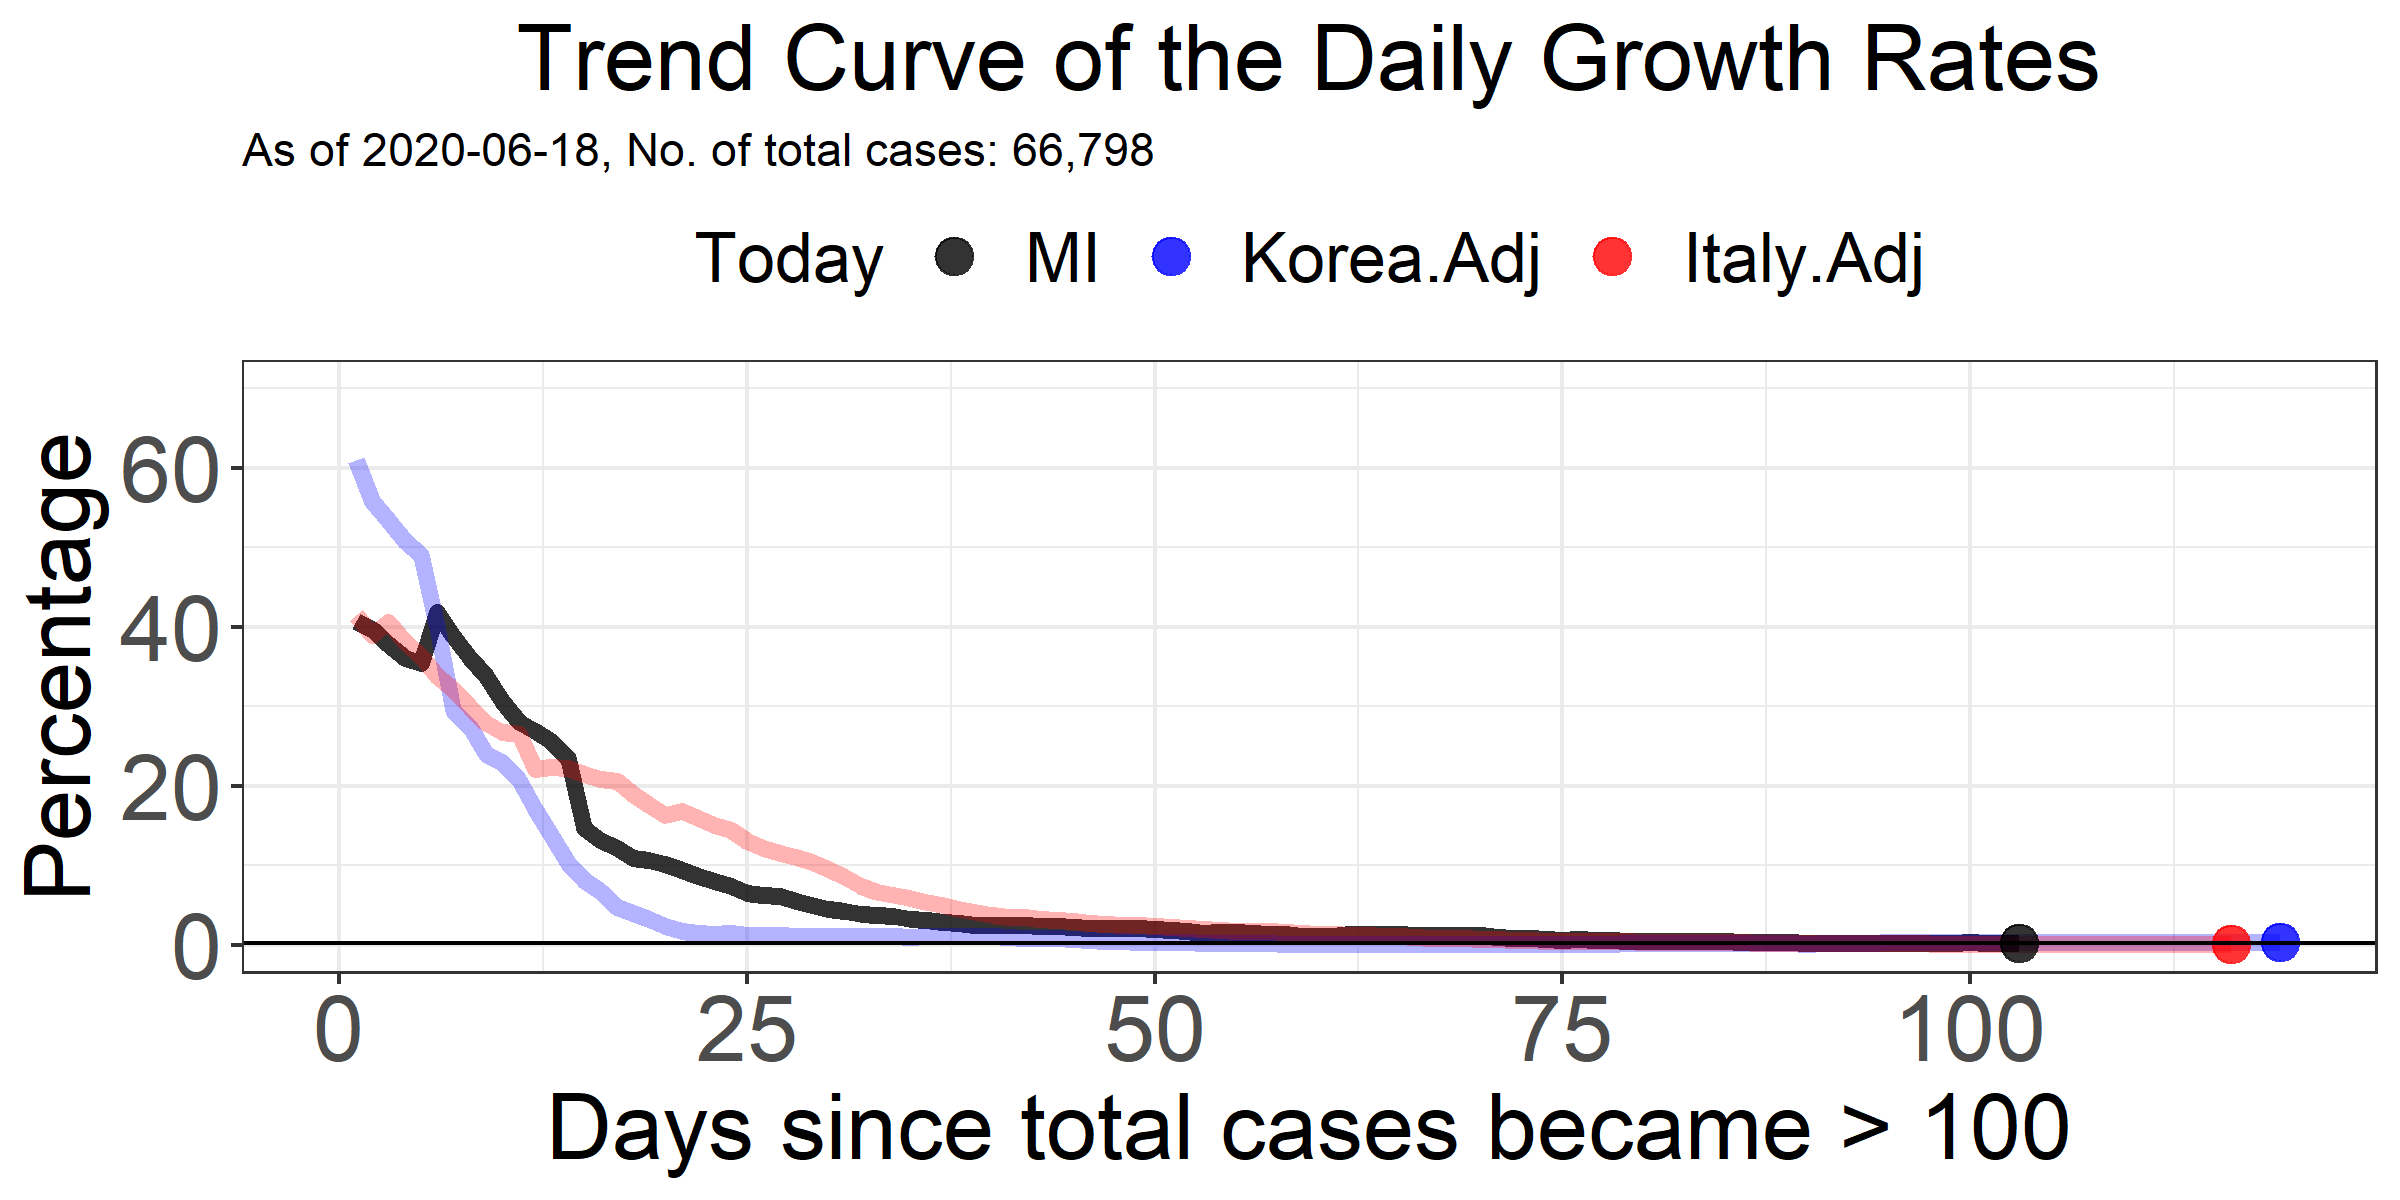 Trend Curve of the Daily Growth Rates
As of 2020-06-18, No. of total cases: 66,798
Today MI Korea.Adj Italy.Adj
Percentage
60
40
20
0
0 25 50 75 100
Days since total cases became > 100